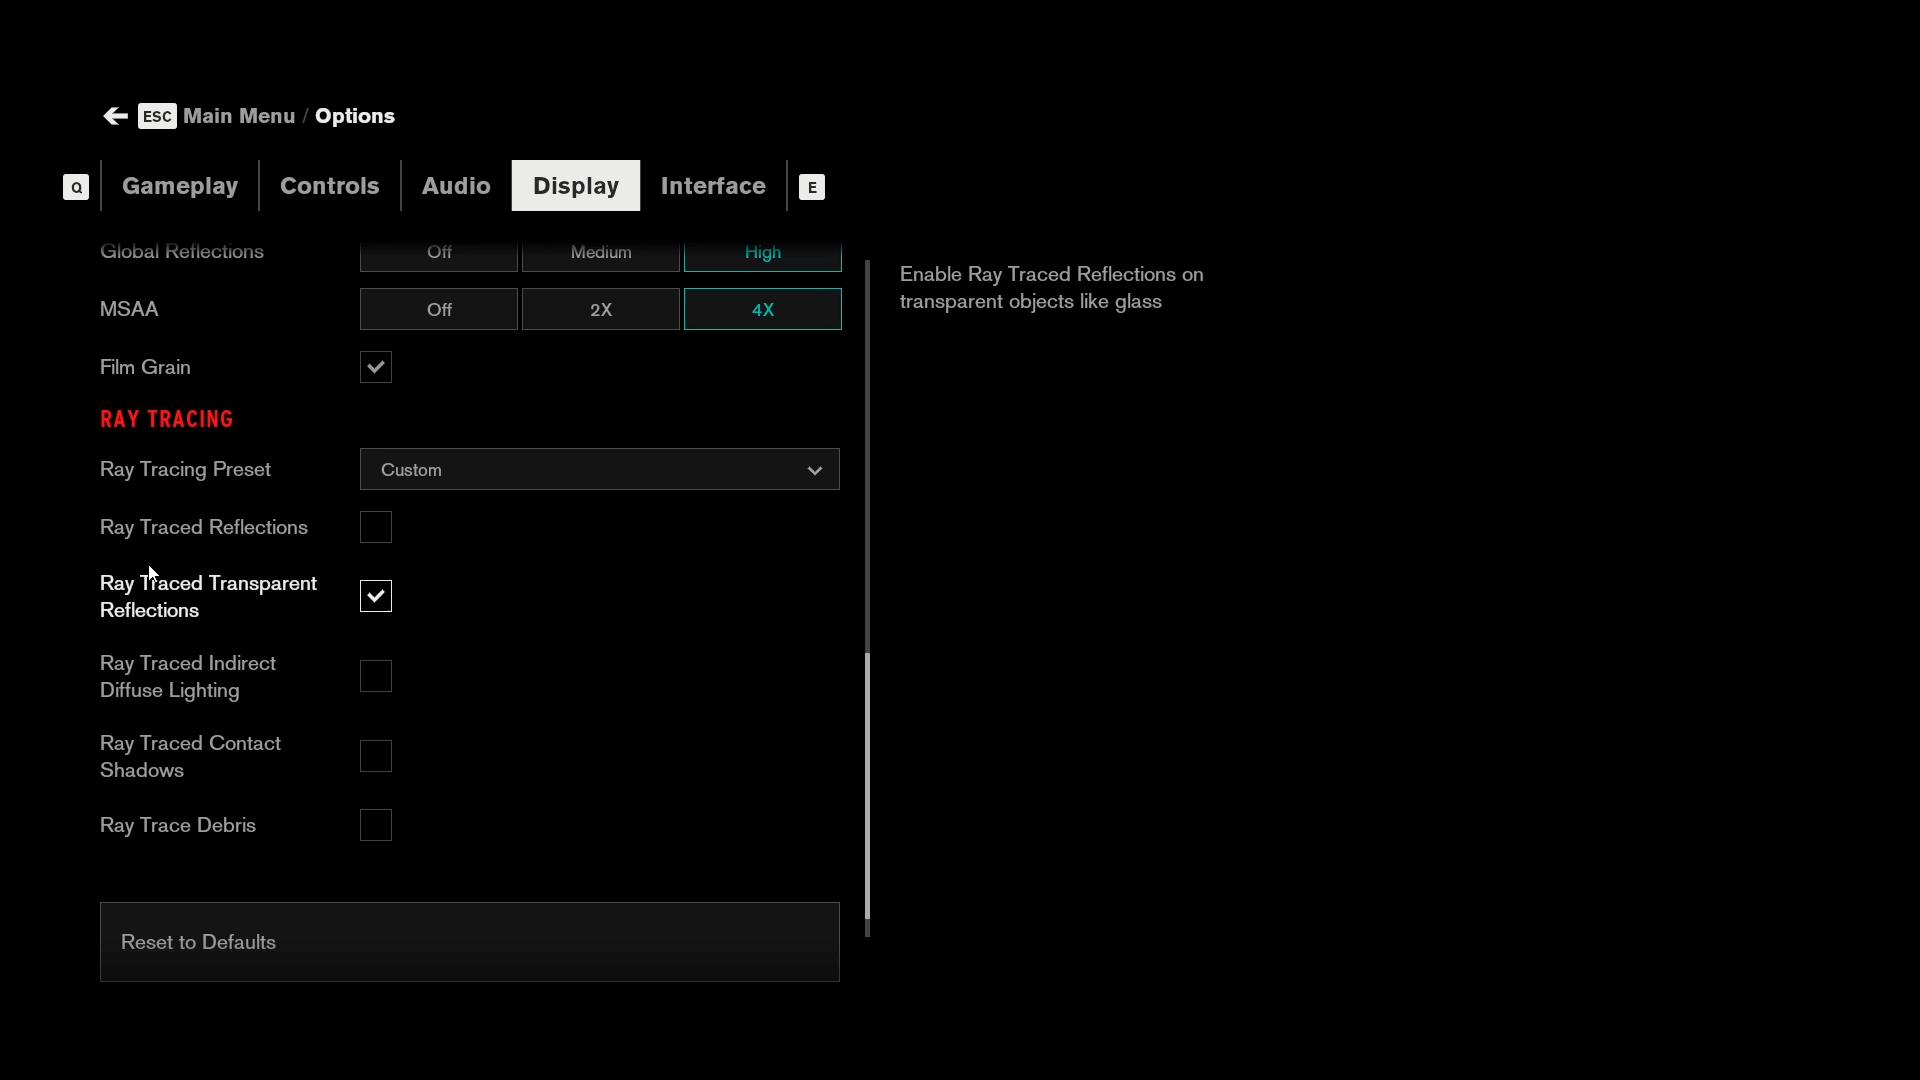 ESC Main Menu / Options
Q Gameplay Controls Audio Display Interface E
Global Reflections Off Medium High
MSAA Off 2X 4X
Film Grain
RAY TRACING
Ray Tracing Preset Custom
Ray Traced Reflections
Ray Traced Transparent
Reflections
Ray Traced Indirect
Diffuse Lighting
Ray Traced Contact
Shadows
Ray Trace Debris
Reset to Defaults
Enable Ray Traced Reflections on
transparent objects like glass